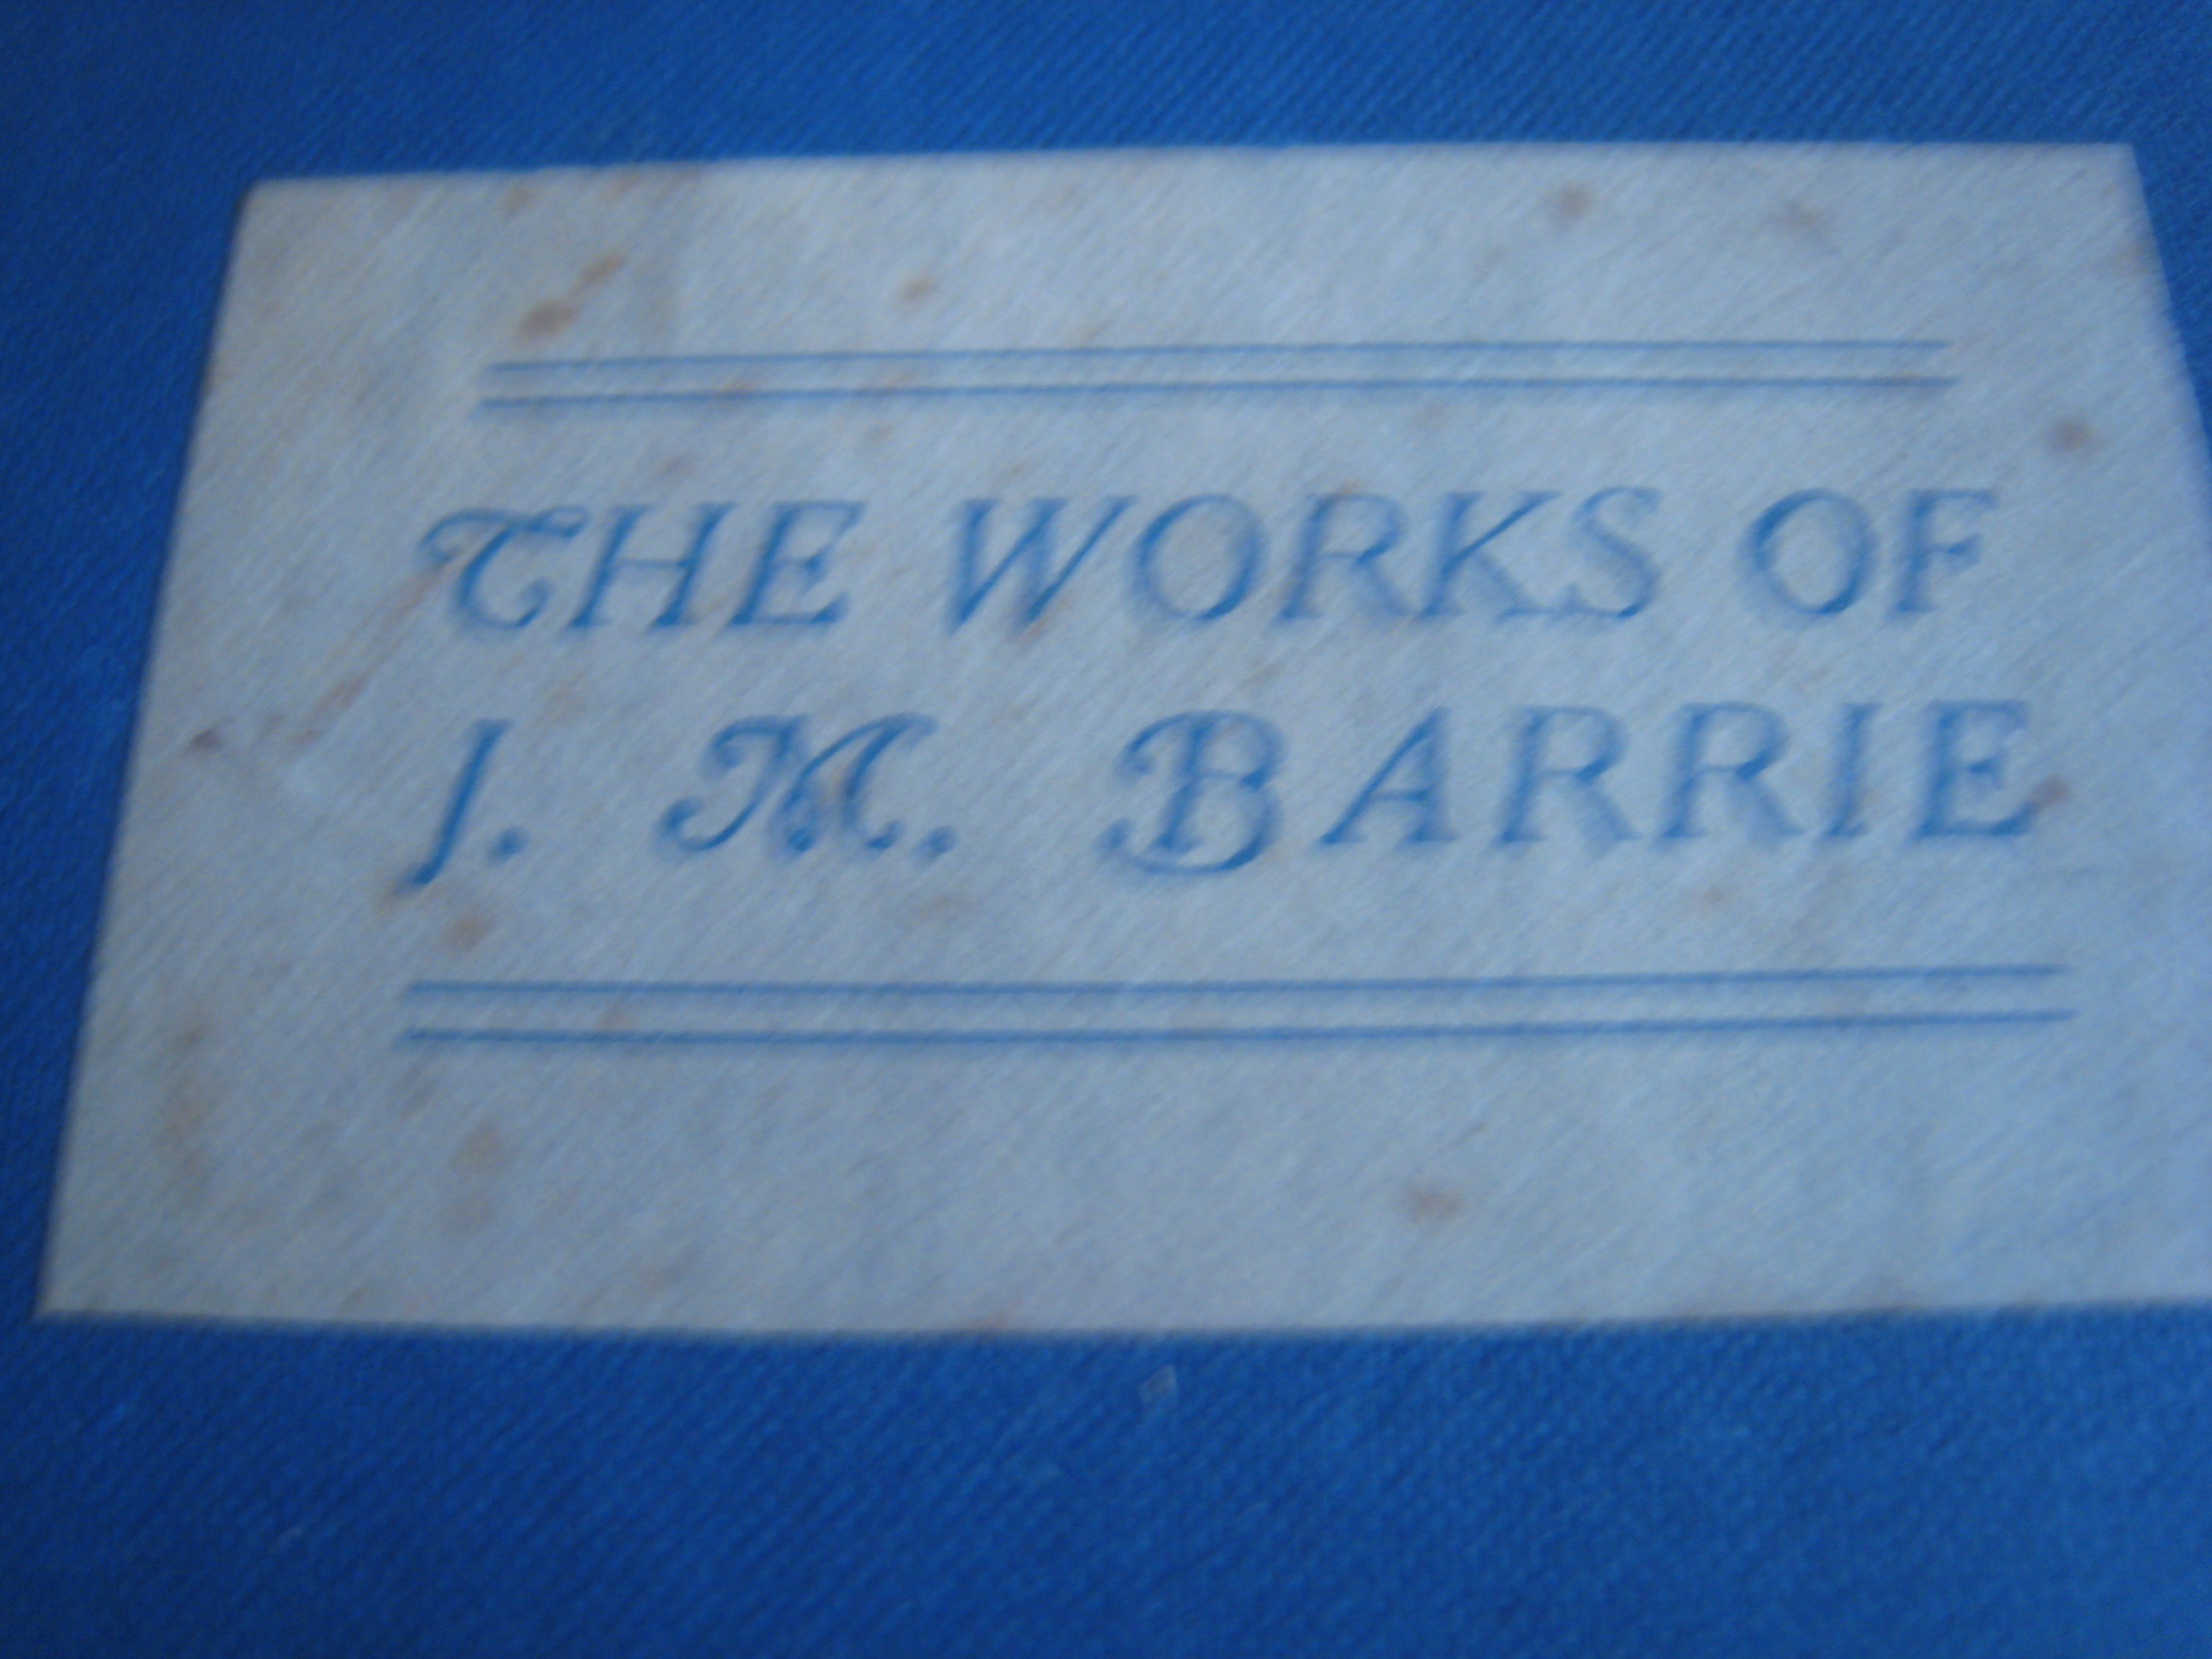 THE WORKS OF
J. M. BARRIE